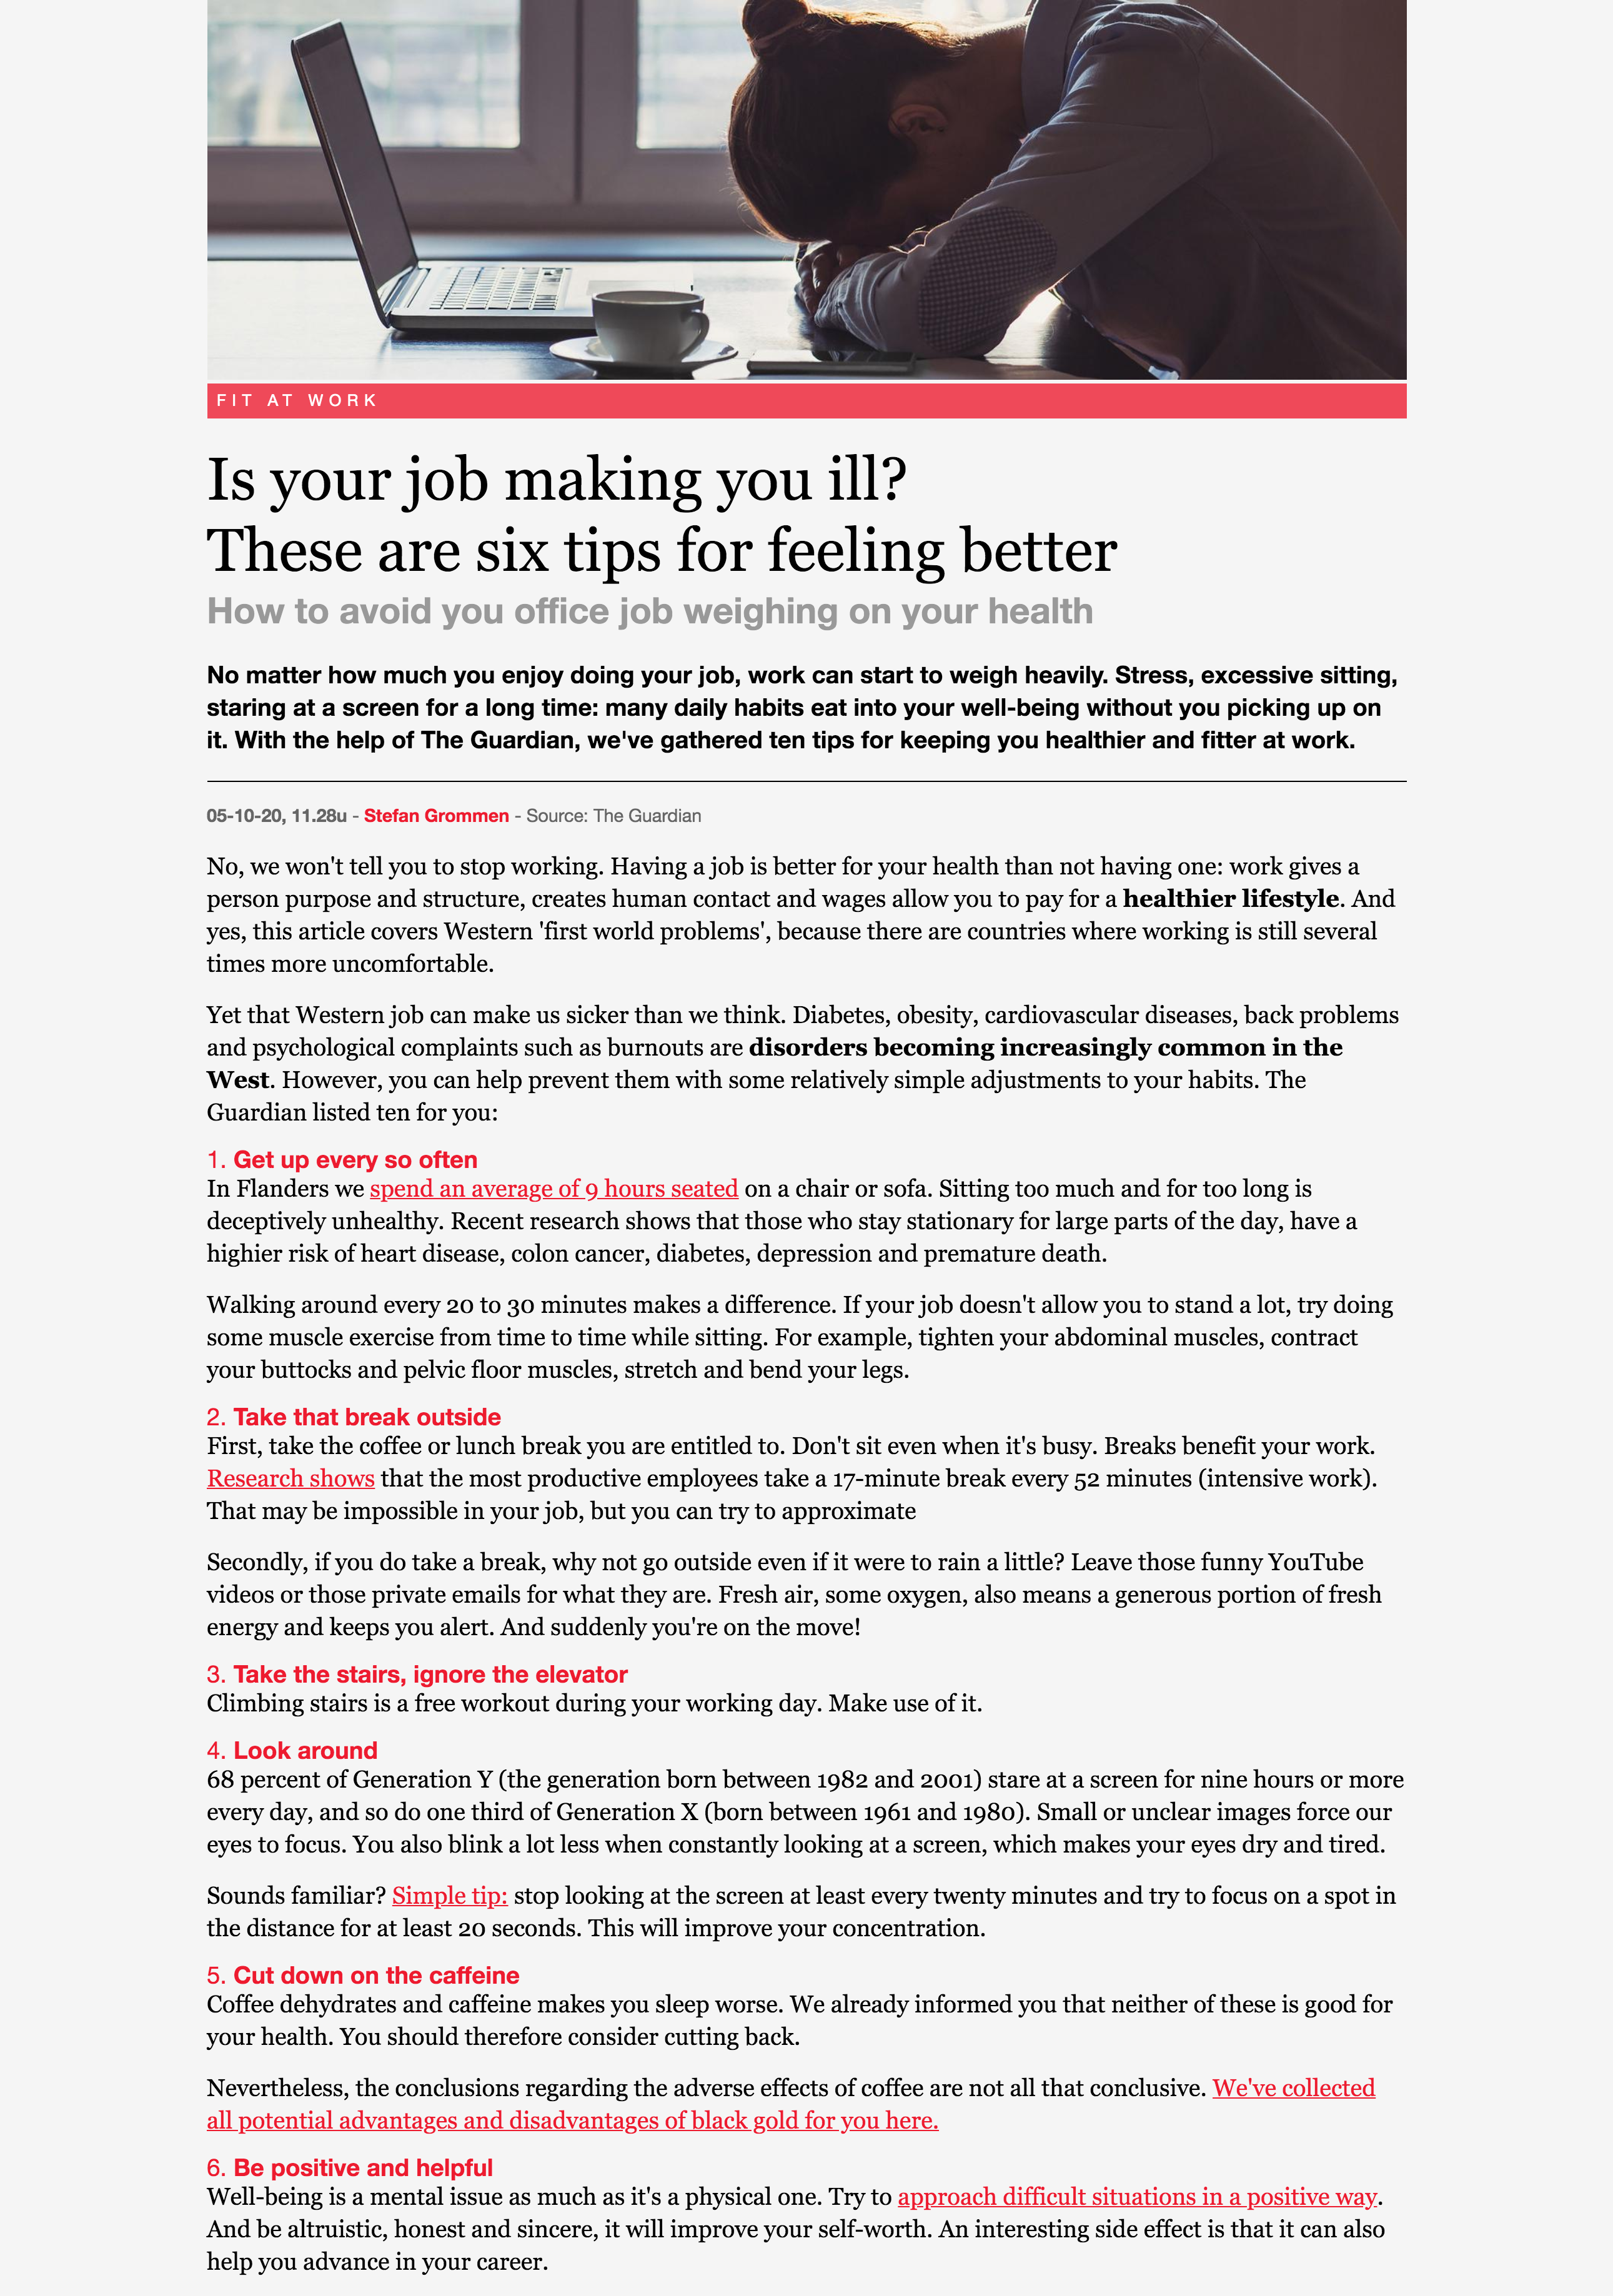 FIT AT WORK
Is your job making you ill?
These are six tips for feeling better
How to avoid you office job weighing on your health
No matter how much you enjoy doing your job, work can start to weigh heavily. Stress, excessive sitting,
staring at a screen for a long time: many daily habits eat into your well-being without you picking up on
it. With the help of The Guardian, we've gathered ten tips for keeping you healthier and fitter at work.
05-10-20, 11.28u - Stefan Grommen - Source: The Guardian
No, we won't tell you to stop working. Having a job is better for your health than not having one: work gives a
person purpose and structure, creates human contact and wages allow you to pay for a healthier lifestyle. And
yes, this article covers Western 'first world problems', because there are countries where working is still several
times more uncomfortable.
Yet that Western job can make us sicker than we think. Diabetes, obesity, cardiovascular diseases, back problems
and psychological complaints such as burnouts are disorders becoming increasingly common in the
West. However, you can help prevent them with some relatively simple adjustments to your habits. The
Guardian listed ten for you:
1. Get up every so often
In Flanders we spend an average of 9 hours seated on a chair or sofa. Sitting too much and for too long is
deceptively unhealthy. Recent research shows that those who stay stationary for large parts of the day, have a
highier risk of heart disease, colon cancer, diabetes, depression and premature death.
Walking around every 20 to 30 minutes makes a difference. If your job doesn't allow you to stand a lot, try doing
some muscle exercise from time to time while sitting. For example, tighten your abdominal muscles, contract
your buttocks and pelvic floor muscles, stretch and bend your legs.
2. Take that break outside
First, take the coffee or lunch break you are entitled to. Don't sit even when it's busy. Breaks benefit your work.
Research shows that the most productive employees take a 17-minute break every 52 minutes (intensive work).
That may be impossible in your job, but you can try to approximate
Secondly, if you do take a break, why not go outside even if it were to rain a little? Leave those funny YouTube
videos or those private emails for what they are. Fresh air, some oxygen, also means a generous portion of fresh
energy and keeps you alert. And suddenly you're on the move!
3. Take the stairs, ignore the elevator
Climbing stairs is a free workout during your working day. Make use of it.
4. Look around
68 percent of Generation Y (the generation born between 1982 and 2001) stare at a screen for nine hours or more
every day, and so do one third of Generation X (born between 1961 and 1980). Small or unclear images force our
eyes to focus. You also blink a lot less when constantly looking at a screen, which makes your eyes dry and tired.
Sounds familiar? Simple tip: stop looking at the screen at least every twenty minutes and try to focus on a spot in
the distance for at least 20 seconds. This will improve your concentration.
5. Cut down on the caffeine
Coffee dehydrates and caffeine makes you sleep worse. We already informed you that neither of these is good for
your health. You should therefore consider cutting back.
Nevertheless, the conclusions regarding the adverse effects of coffee are not all that conclusive. We've collected
all potential advantages and disadvantages of black gold for you here.
6. Be positive and helpful
Well-being is a mental issue as much as it's a physical one. Try to approach difficult situations in a positive way.
And be altruistic, honest and sincere, it will improve your self-worth. An interesting side effect is that it can also
help you advance in your career.